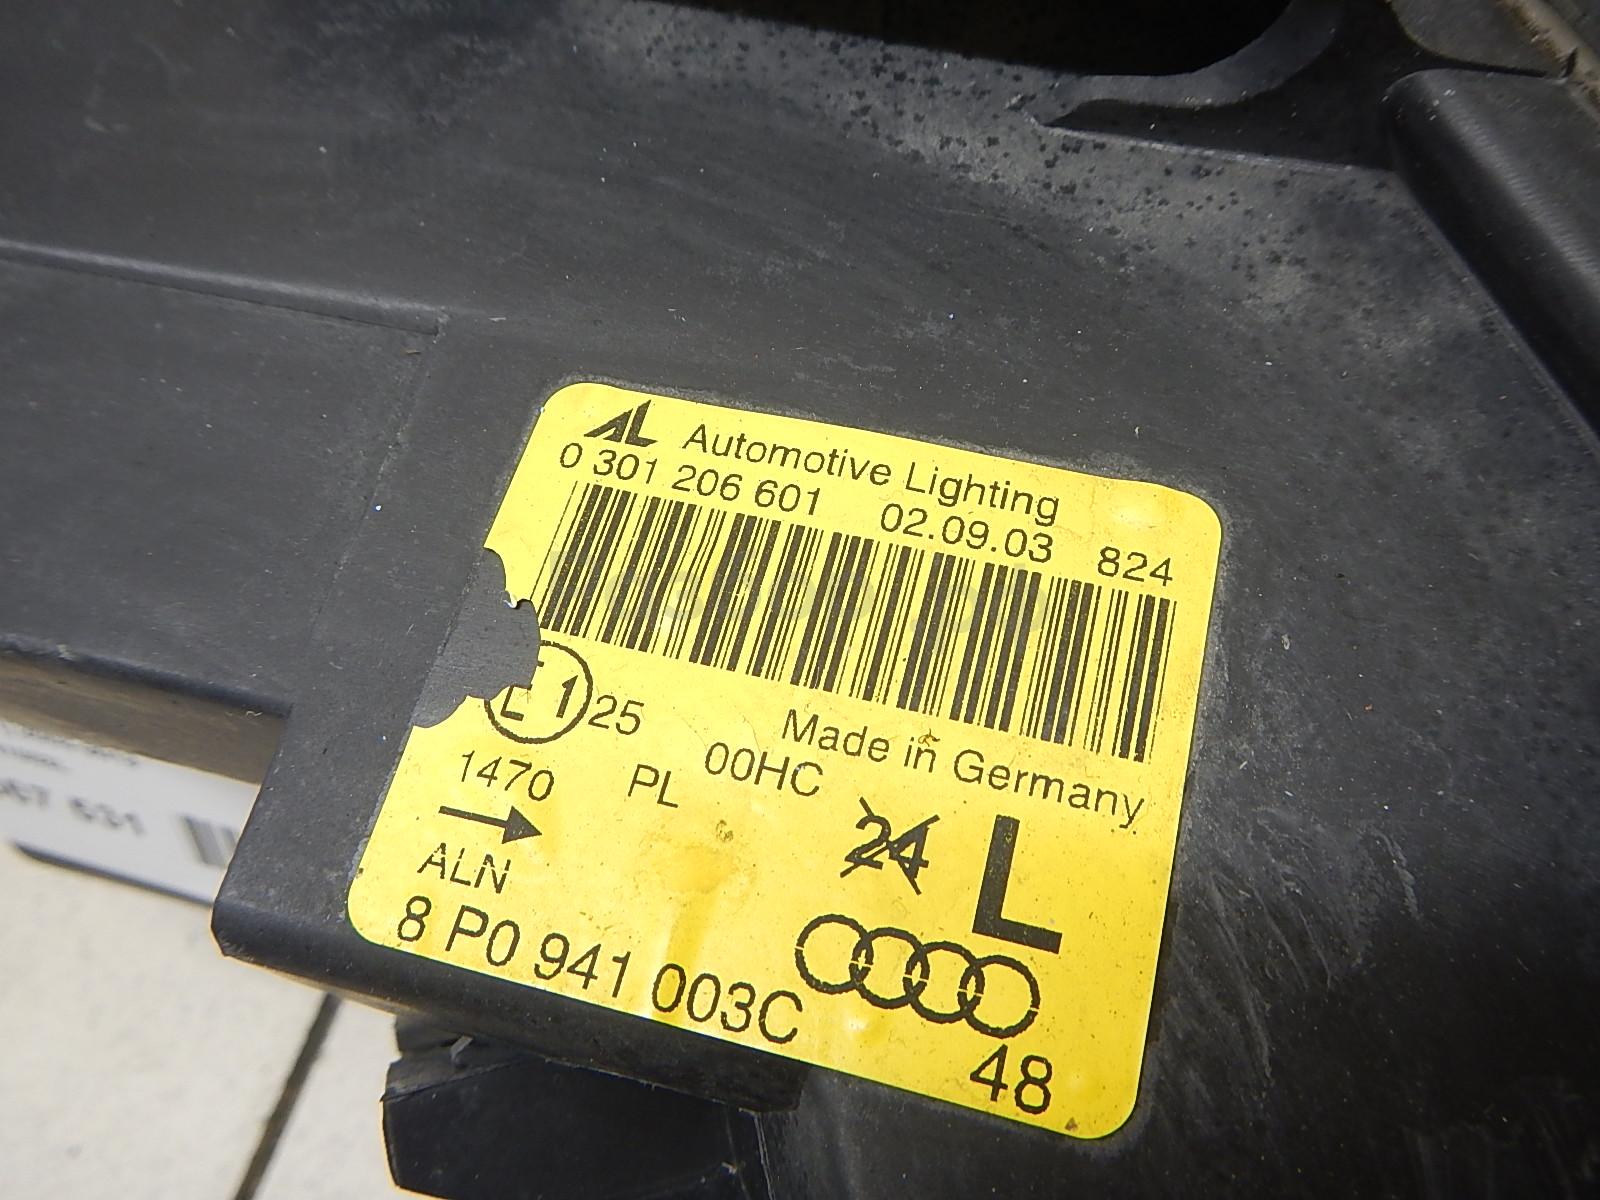 AL Automotive Lighting
0 301 206 601 02.09.03 824
E1 25 Made in Germany
1470 PL 00HC
24 L
ALN
8 P0 941 003C
48
631